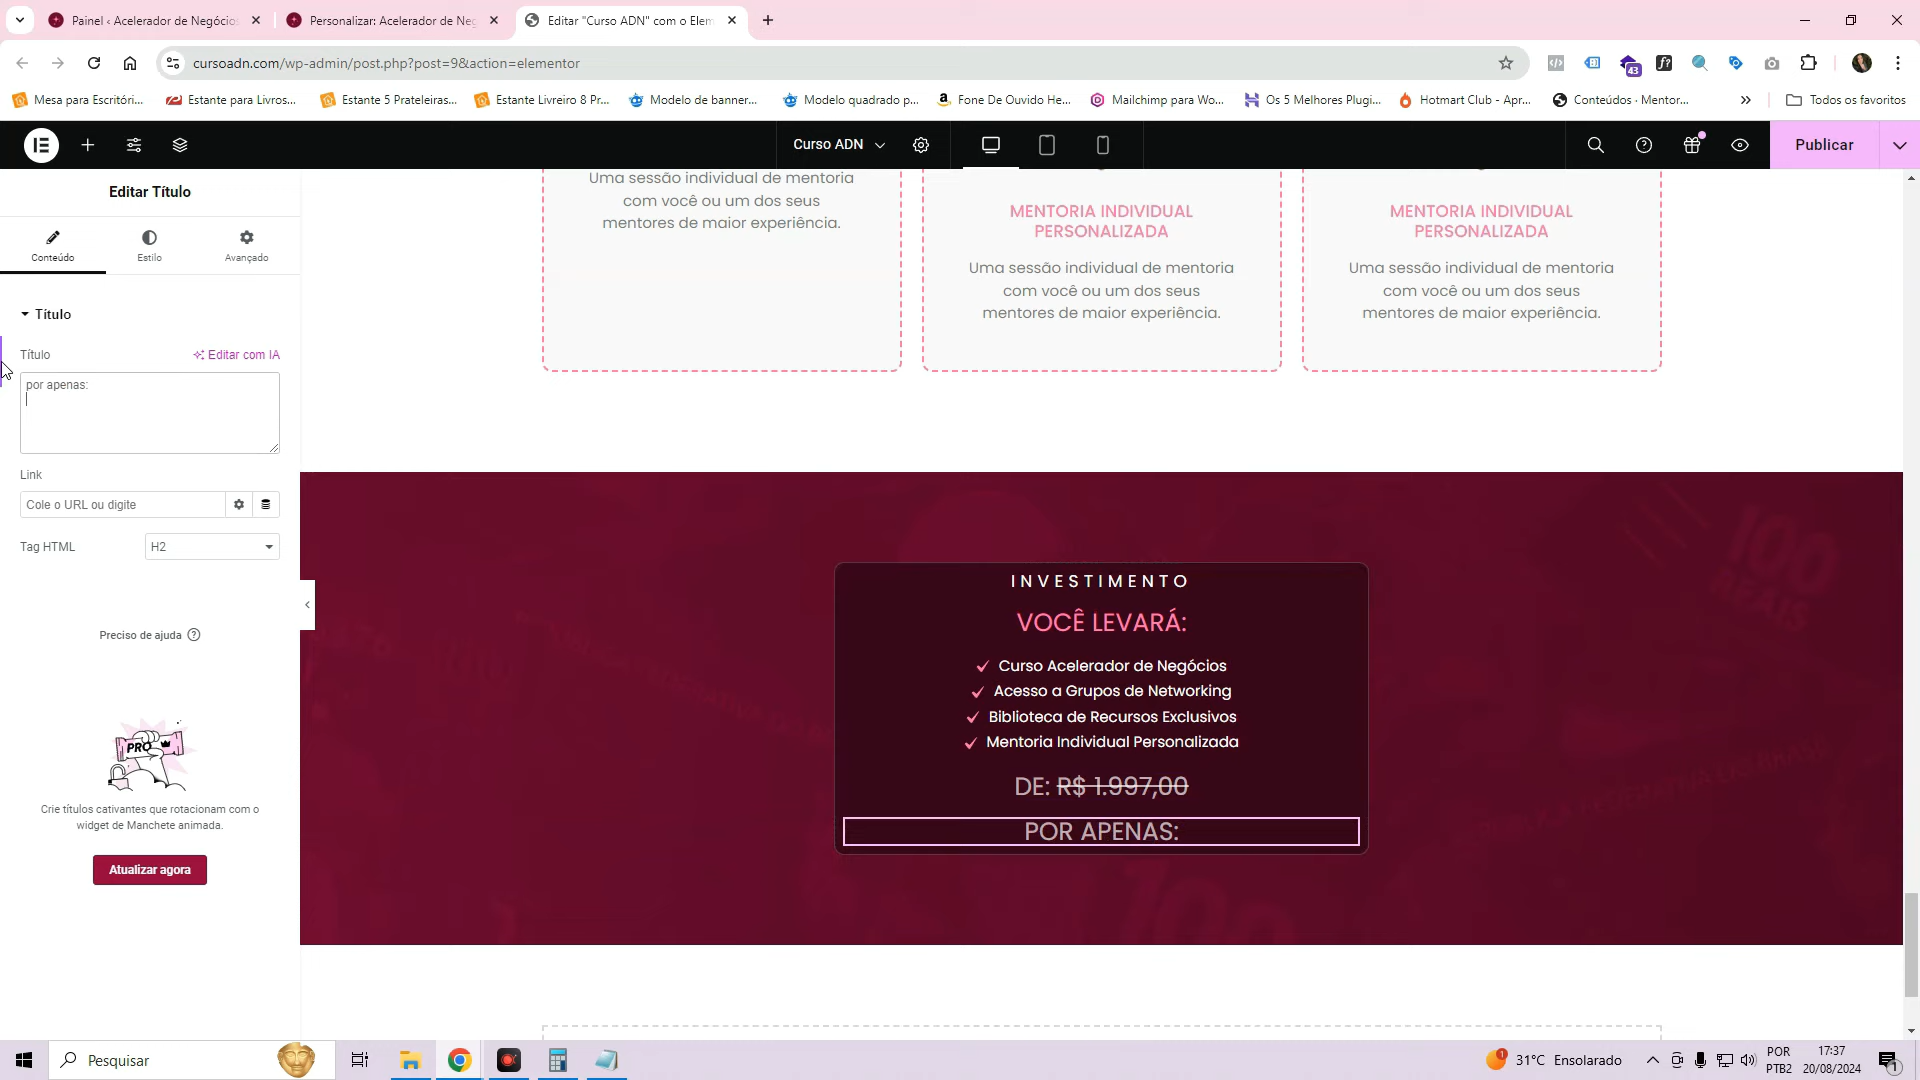 Painel ‹ Acelerador de Negócios
Personalizar: Acelerador de Neg
Editar "Curso ADN" com o Elem
cursoadn.com/wp-admin/post.php?post=9&action=elementor
43
f?
Mesa para Escritóri...
Estante para Livros...
Estante 5 Prateleiras...
Estante Livreiro 8 Pr...
Modelo de banner...
Modelo quadrado p...
Fone De Ouvido He...
Mailchimp para Wo...
Os 5 Melhores Plugi...
Hotmart Club - Apr...
Conteúdos · Mentor...
»
Todos os favoritos
Curso ADN
Publicar
Editar Título
Conteúdo
Estilo
Avançado
Título
Título
Editar com IA
por apenas:
Link
Cole o URL ou digite
Tag HTML
H2
Preciso de ajuda
PRO
Crie títulos cativantes que rotacionam com o
widget de Manchete animada.
Atualizar agora
Uma sessão individual de mentoria
com você ou um dos seus
mentores de maior experiência.
MENTORIA INDIVIDUAL
PERSONALIZADA
Uma sessão individual de mentoria
com você ou um dos seus
mentores de maior experiência.
MENTORIA INDIVIDUAL
PERSONALIZADA
Uma sessão individual de mentoria
com você ou um dos seus
mentores de maior experiência.
INVESTIMENTO
VOCÊ LEVARÁ:
Curso Acelerador de Negócios
Acesso a Grupos de Networking
Biblioteca de Recursos Exclusivos
Mentoria Individual Personalizada
DE: R$ 1.997,00
POR APENAS:
100
REAIS
100
Pesquisar
1
31°C Ensolarado
POR
PTB2
17:37
20/08/2024
1